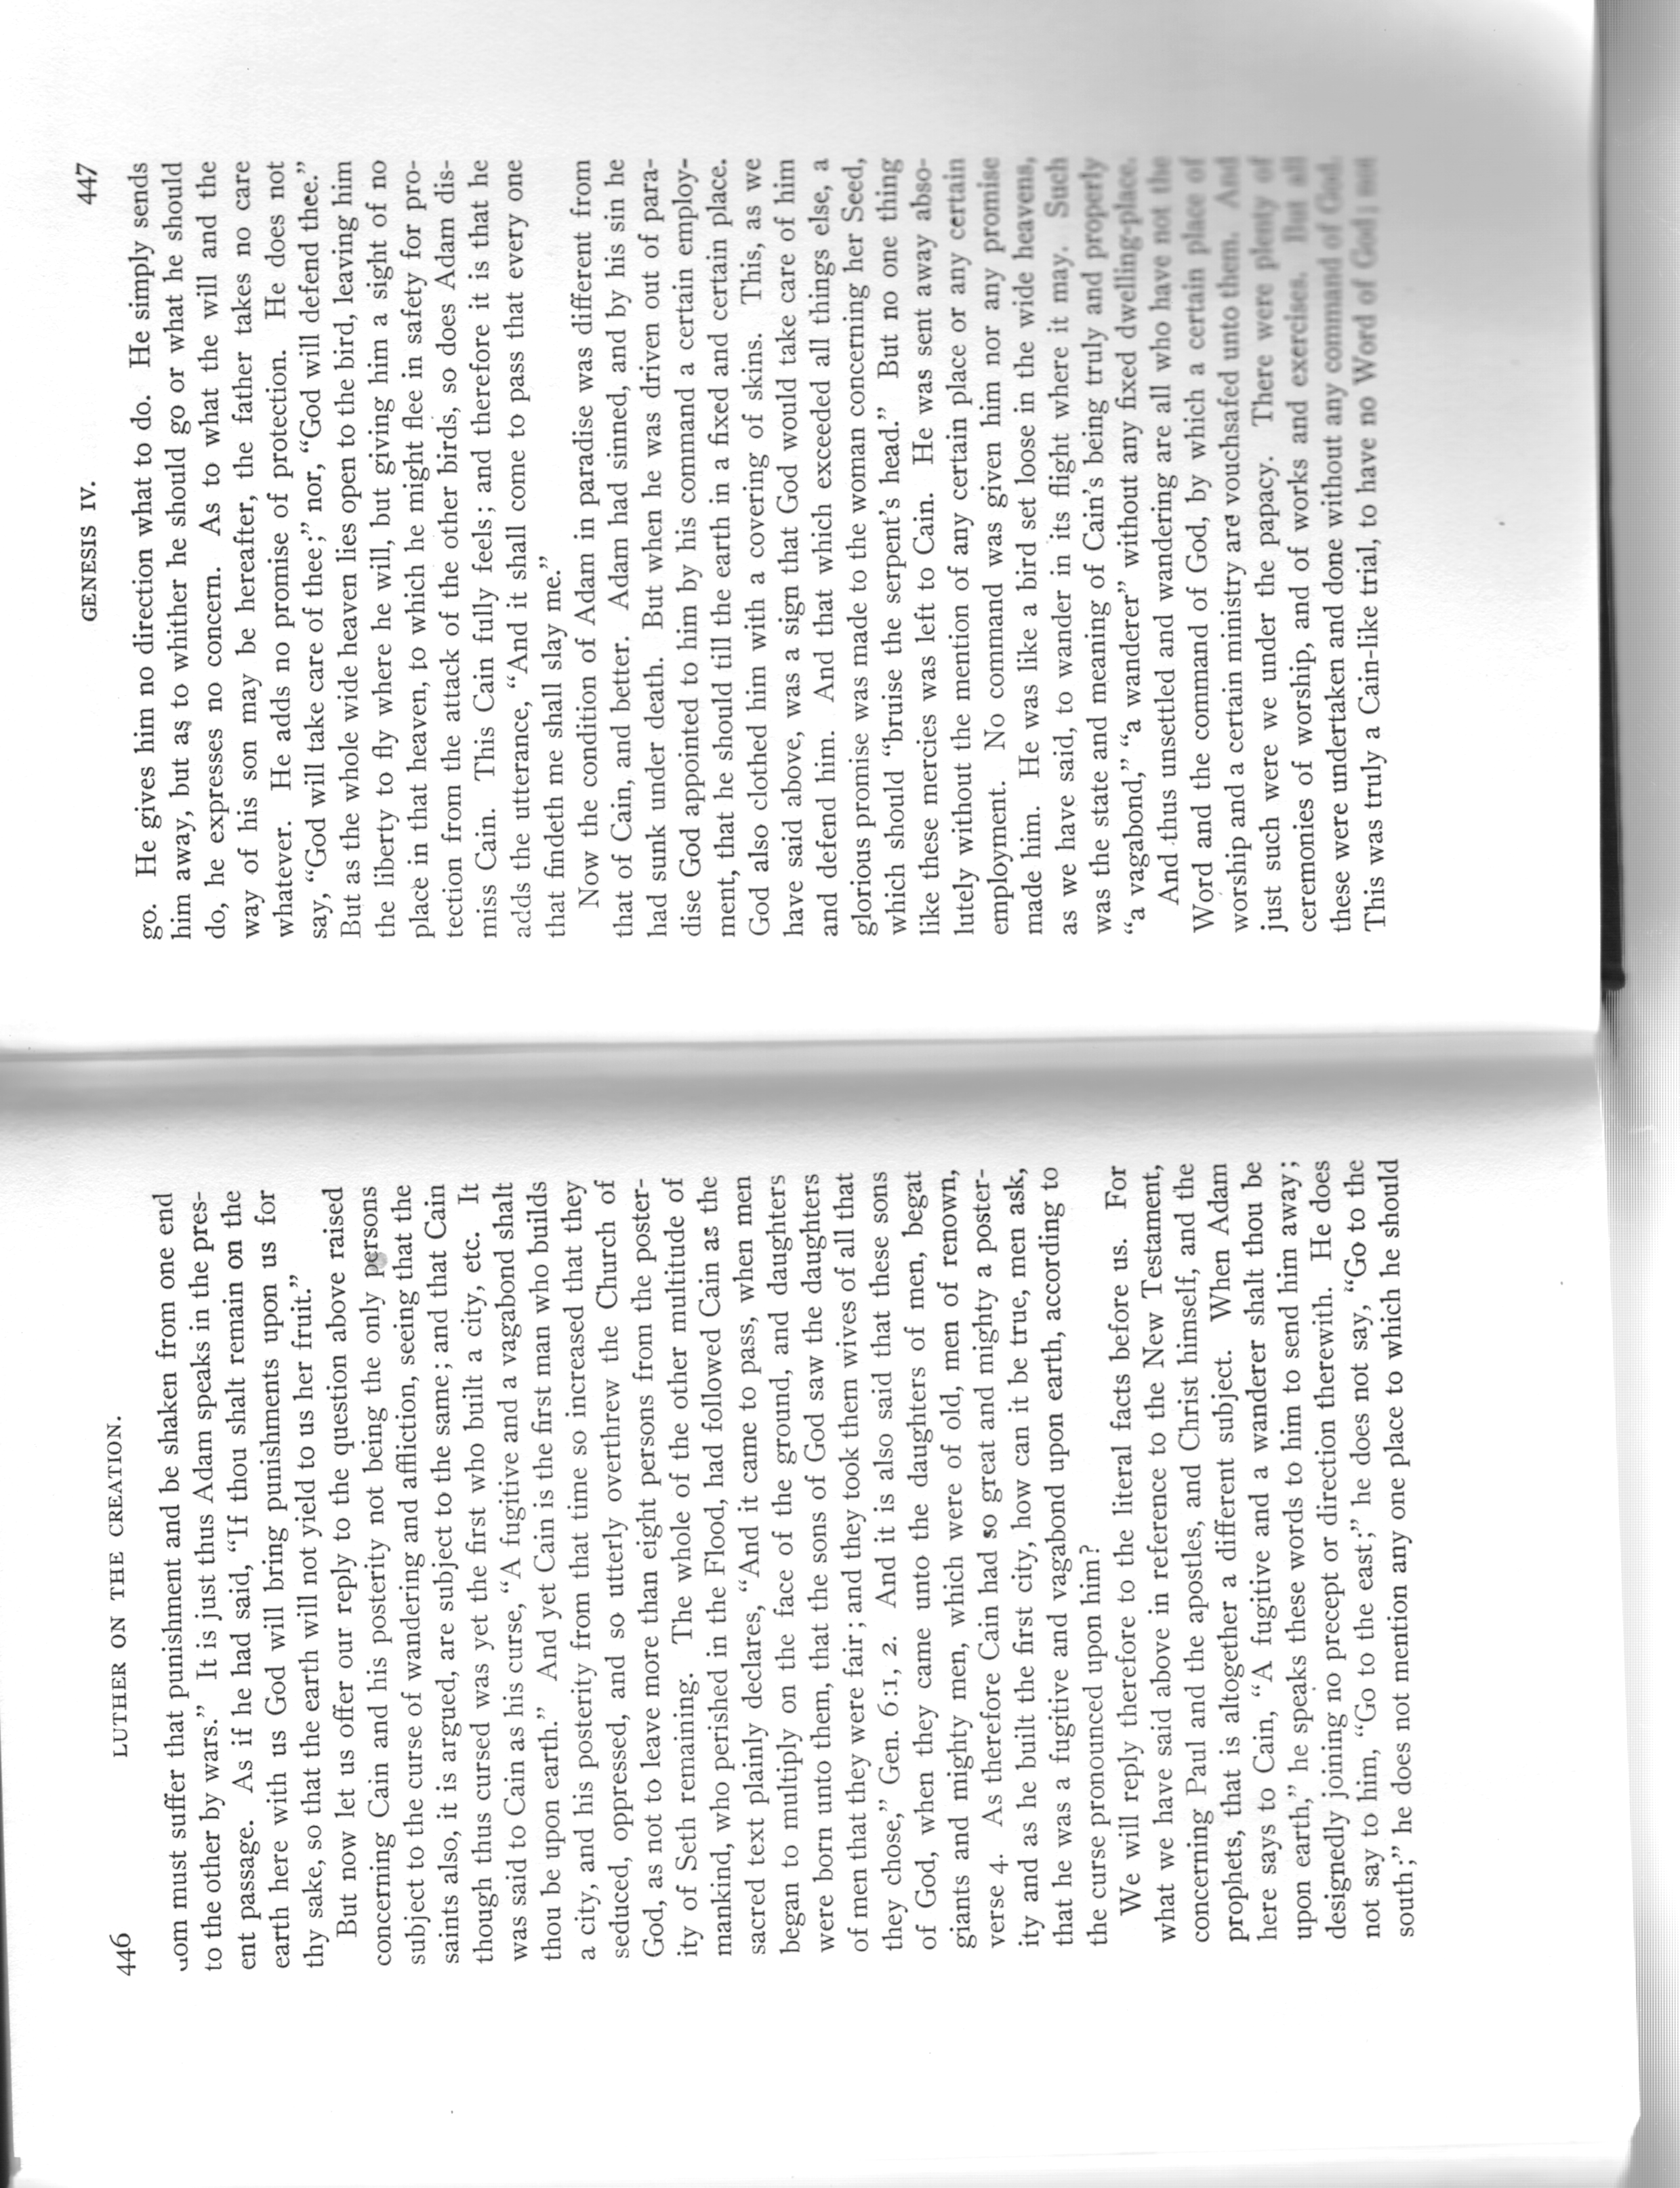 446 LUTHER ON THE CREATION.
dom must suffer that punishment and be shaken from one end
to the other by wars.” It is just thus Adam speaks in the pres-
ent passage. As if he had said, “If thou shalt remain on the
earth here with us God will bring punishments upon us for
thy sake, so that the earth will not yield to us her fruit.”
But now let us offer our reply to the question above raised
concerning Cain and his posterity not being the only persons
subject to the curse of wandering and affliction, seeing that the
saints also, it is argued, are subject to the same; and that Cain
though thus cursed was yet the first who built a city, etc. It
was said to Cain as his curse, “A fugitive and a vagabond shalt
thou be upon earth.” And yet Cain is the first man who builds
a city, and his posterity from that time so increased that they
seduced, oppressed, and so utterly overthrew the Church of
God, as not to leave more than eight persons from the poster-
ity of Seth remaining. The whole of the other multitude of
mankind, who perished in the Flood, had followed Cain as the
sacred text plainly declares, “And it came to pass, when men
began to multiply on the face of the ground, and daughters
were born unto them, that the sons of God saw the daughters
of men that they were fair; and they took them wives of all that
they chose,” Gen. 6:1, 2. And it is also said that these sons
of God, when they came unto the daughters of men, begat
giants and mighty men, which were of old, men of renown,
verse 4. As therefore Cain had so great and mighty a poster-
ity and as he built the first city, how can it be true, men ask,
that he was a fugitive and vagabond upon earth, according to
the curse pronounced upon him?
We will reply therefore to the literal facts before us. For
what we have said above in reference to the New Testament,
concerning Paul and the apostles, and Christ himself, and the
prophets, that is altogether a different subject. When Adam
here says to Cain, “A fugitive and a wanderer shalt thou be
upon earth,” he speaks these words to him to send him away;
designedly joining no precept or direction therewith. He does
not say to him, “Go to the east;” he does not say, “Go to the
south;” he does not mention any one place to which he should
GENESIS IV. 447
go. He gives him no direction what to do. He simply sends
him away, but as to whither he should go or what he should
do, he expresses no concern. As to what the will and the
way of his son may be hereafter, the father takes no care
whatever. He adds no promise of protection. He does not
say, “God will take care of thee;” nor, “God will defend thee.”
But as the whole wide heaven lies open to the bird, leaving him
the liberty to fly where he will, but giving him a sight of no
place in that heaven, to which he might flee in safety for pro-
tection from the attack of the other birds, so does Adam dis-
miss Cain. This Cain fully feels; and therefore it is that he
adds the utterance, “And it shall come to pass that every one
that findeth me shall slay me.”
Now the condition of Adam in paradise was different from
that of Cain, and better. Adam had sinned, and by his sin he
had sunk under death. But when he was driven out of para-
dise God appointed to him by his command a certain employ-
ment, that he should till the earth in a fixed and certain place.
God also clothed him with a covering of skins. This, as we
have said above, was a sign that God would take care of him
and defend him. And that which exceeded all things else, a
glorious promise was made to the woman concerning her Seed,
which should “bruise the serpent’s head.” But no one thing
like these mercies was left to Cain. He was sent away abso-
lutely without the mention of any certain place or any certain
employment. No command was given him nor any promise
made him. He was like a bird set loose in the wide heavens,
as we have said, to wander in its flight where it may. Such
was the state and meaning of Cain’s being truly and properly
“a vagabond,” “a wanderer” without any fixed dwelling-place.
And thus unsettled and wandering are all who have not the
Word and the command of God, by which a certain place of
worship and a certain ministry are vouchsafed unto them. And
just such were we under the papacy. There were plenty of
ceremonies of worship, and of works and exercises. But all
these were undertaken and done without any command of God.
This was truly a Cain-like trial, to have no Word of God; not